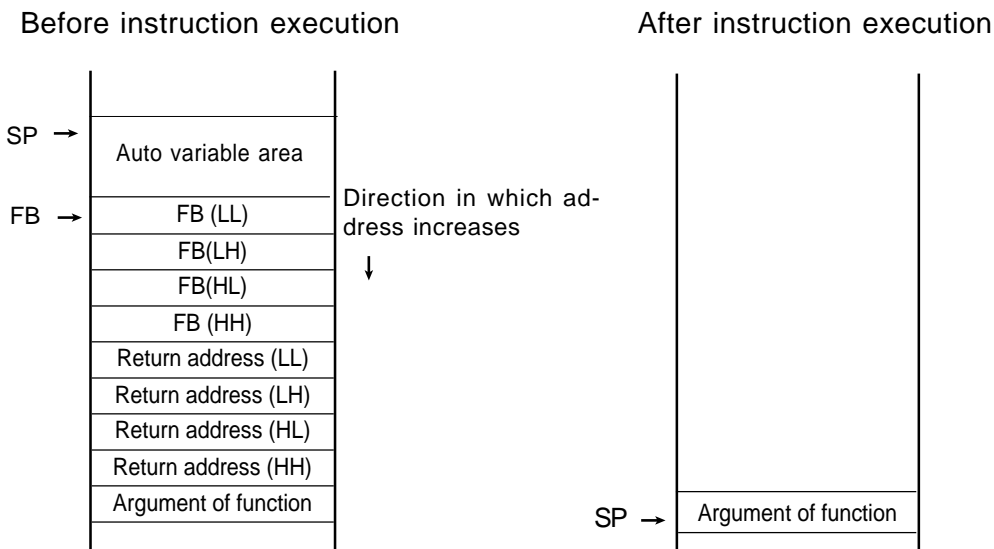 Before instruction execution
After instruction execution
SP
Auto variable area
FB
FB (LL)
Direction in which ad-
dress increases
FB(LH)
FB(HL)
FB (HH)
Return address (LL)
Return address (LH)
Return address (HL)
Return address (HH)
Argument of function
SP
Argument of function